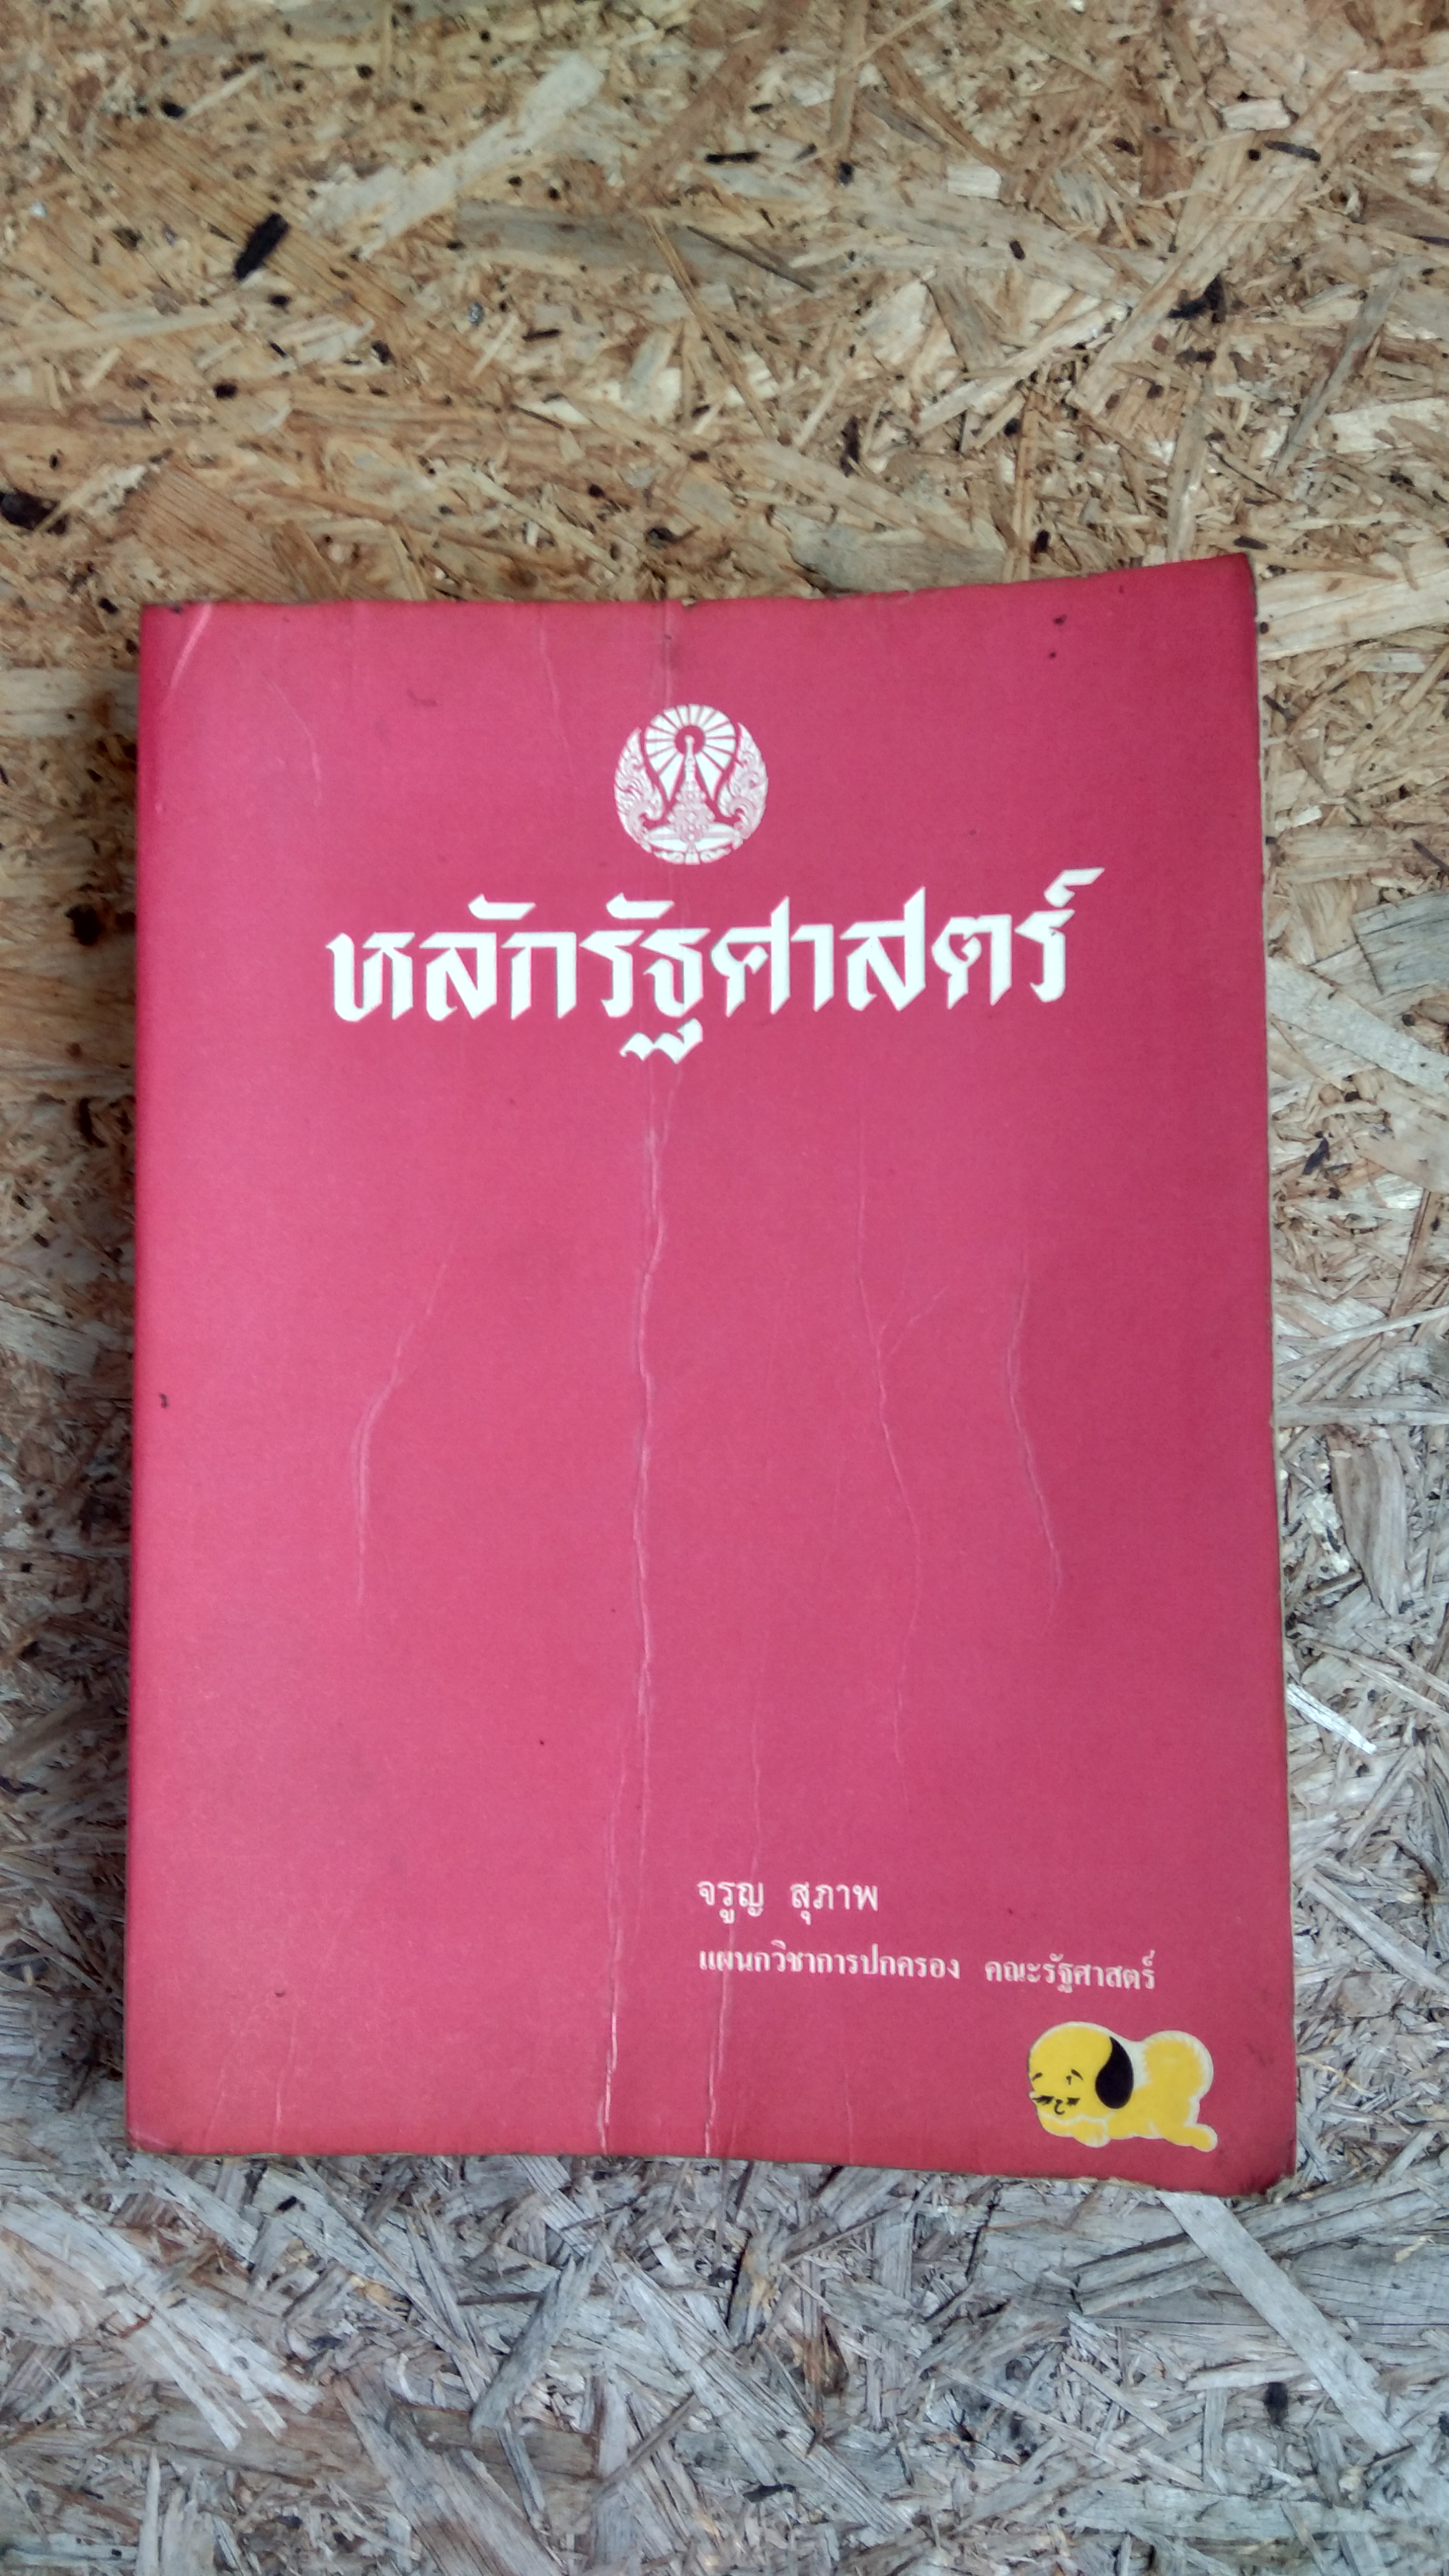 หลักรัฐศาสตร์
จรูญ สุภาพ
แผนกวิชาการปกครอง คณะรัฐศาสตร์